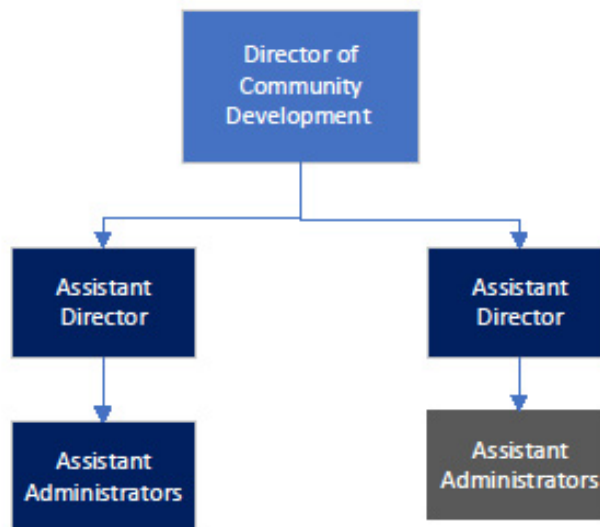 Director of
Community
Development
Assistant
Director
Assistant
Director
Assistant
Administrators
Assistant
Administrators